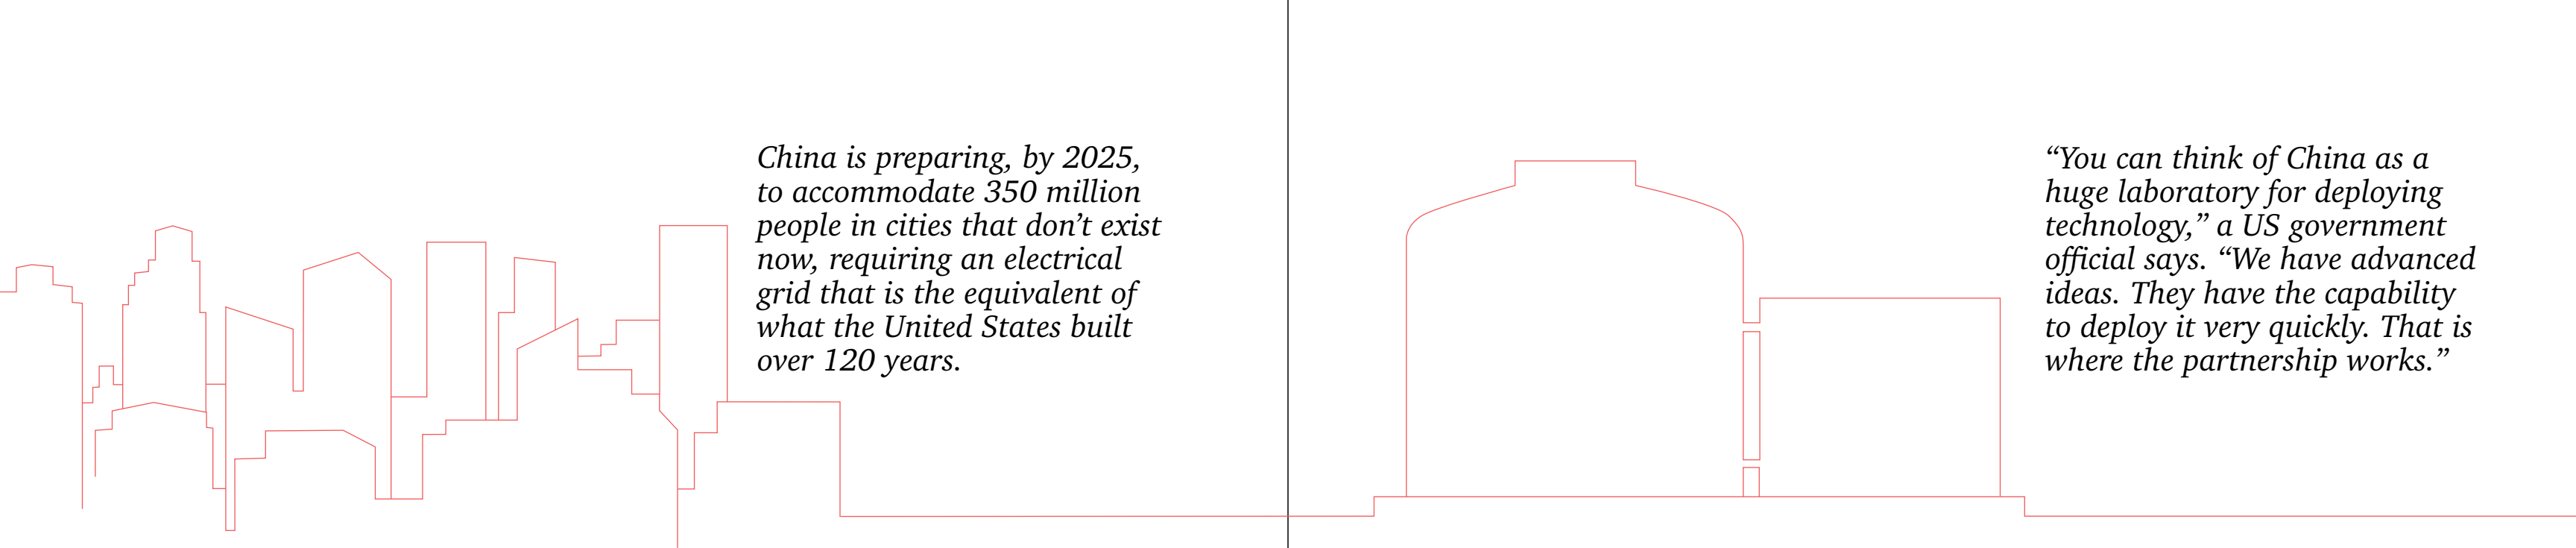 China is preparing, by 2025,
to accommodate 350 million
people in cities that don’t exist
now, requiring an electrical
grid that is the equivalent of
what the United States built
over 120 years.
“You can think of China as a
huge laboratory for deploying
technology,” a US government
official says. “We have advanced
ideas. They have the capability
to deploy it very quickly. That is
where the partnership works.”